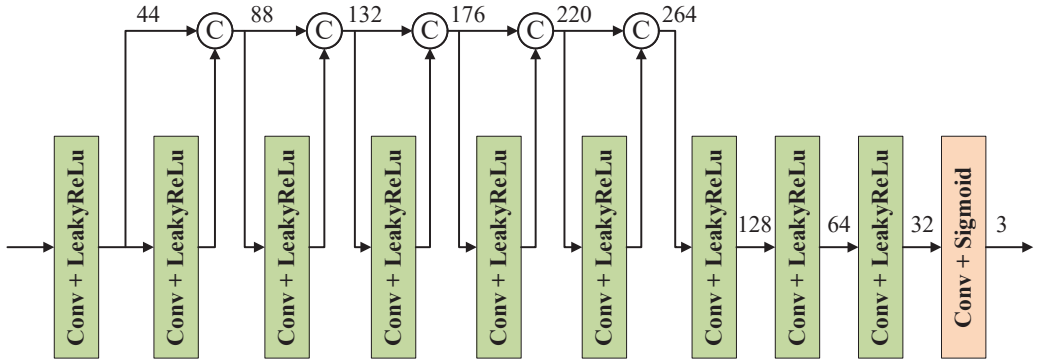 44
88
132
176
220
264
C
C
C
C
C
Conv + LeakyReLu
Conv + LeakyReLu
Conv + LeakyReLu
Conv + LeakyReLu
Conv + LeakyReLu
Conv + LeakyReLu
Conv + LeakyReLu
128
Conv + LeakyReLu
64
Conv + LeakyReLu
32
Conv + Sigmoid
3